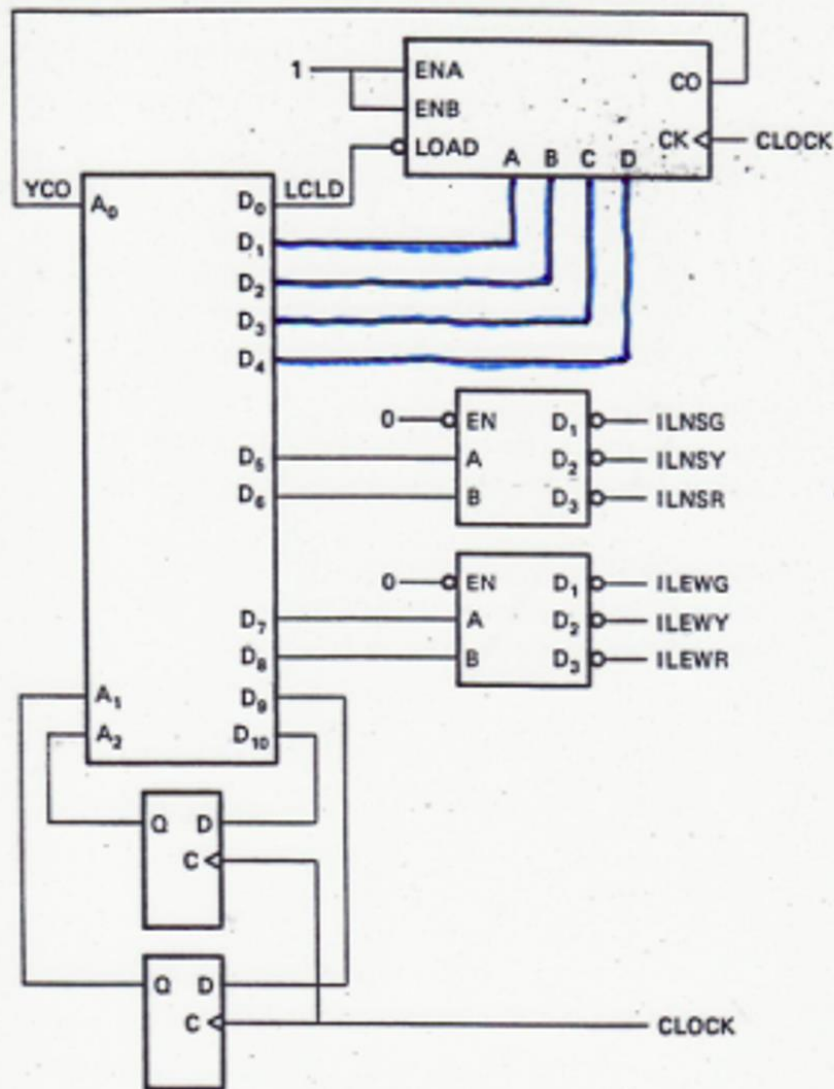 1 ENA CO
ENB
LOAD A B C D CK CLOCK
YCO A0 D0 LCLD
D1
D2
D3
D4
0 EN D1 ILNSG
D5 A D2 ILNSY
D6 B D3 ILNSR
0 EN D1 ILEWG
D7 A D2 ILEWY
D8 B D3 ILEWR
A1 D9
A2 D10
Q D
C
Q D
C CLOCK